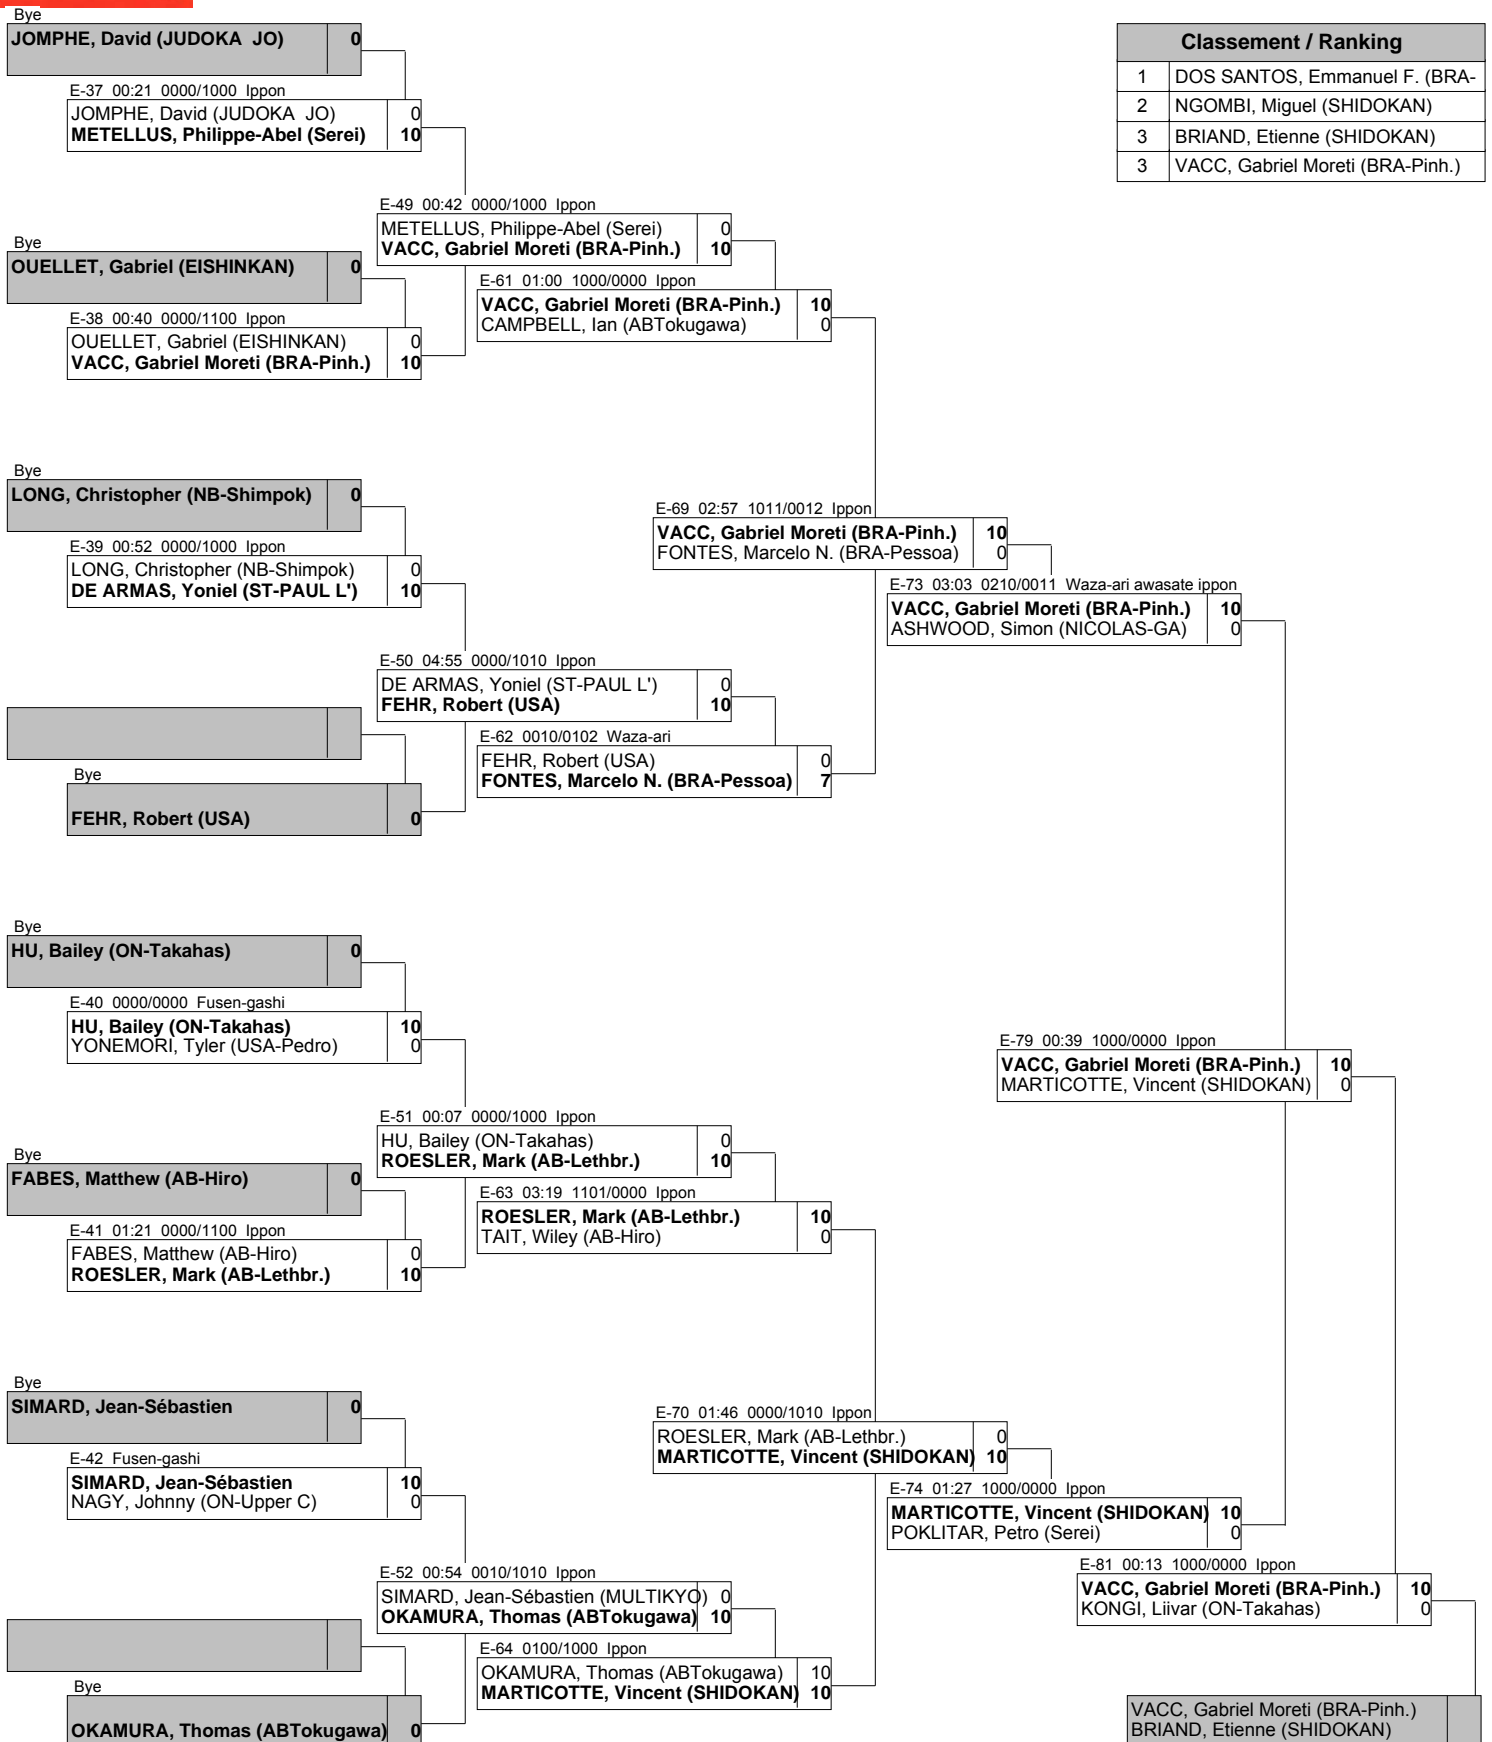 Bye
JOMPHE, David (JUDOKA  JO) 0
E-37  00:21  0000/1000  Ippon
JOMPHE, David (JUDOKA  JO) 0
METELLUS, Philippe-Abel (Serei) 10
Classement / Ranking
1 DOS SANTOS, Emmanuel F. (BRA-
2 NGOMBI, Miguel (SHIDOKAN)
3 BRIAND, Etienne (SHIDOKAN)
3 VACC, Gabriel Moreti (BRA-Pinh.)
E-49  00:42  0000/1000  Ippon
METELLUS, Philippe-Abel (Serei) 0
VACC, Gabriel Moreti (BRA-Pinh.) 10
Bye
OUELLET, Gabriel (EISHINKAN) 0
E-61  01:00  1000/0000  Ippon
VACC, Gabriel Moreti (BRA-Pinh.) 10
CAMPBELL, Ian (ABTokugawa) 0
E-38  00:40  0000/1100  Ippon
OUELLET, Gabriel (EISHINKAN) 0
VACC, Gabriel Moreti (BRA-Pinh.) 10
Bye
LONG, Christopher (NB-Shimpok) 0
E-69  02:57  1011/0012  Ippon
VACC, Gabriel Moreti (BRA-Pinh.) 10
FONTES, Marcelo N. (BRA-Pessoa) 0
E-39  00:52  0000/1000  Ippon
LONG, Christopher (NB-Shimpok) 0
DE ARMAS, Yoniel (ST-PAUL L') 10
E-73  03:03  0210/0011  Waza-ari awasate ippon
VACC, Gabriel Moreti (BRA-Pinh.) 10
ASHWOOD, Simon (NICOLAS-GA) 0
E-50  04:55  0000/1010  Ippon
DE ARMAS, Yoniel (ST-PAUL L') 0
FEHR, Robert (USA) 10
E-62  0010/0102  Waza-ari
FEHR, Robert (USA) 0
FONTES, Marcelo N. (BRA-Pessoa) 7
Bye
FEHR, Robert (USA) 0
Bye
HU, Bailey (ON-Takahas) 0
E-40  0000/0000  Fusen-gashi
HU, Bailey (ON-Takahas) 10
YONEMORI, Tyler (USA-Pedro) 0
E-79  00:39  1000/0000  Ippon
VACC, Gabriel Moreti (BRA-Pinh.) 10
MARTICOTTE, Vincent (SHIDOKAN) 0
E-51  00:07  0000/1000  Ippon
HU, Bailey (ON-Takahas) 0
ROESLER, Mark (AB-Lethbr.) 10
Bye
FABES, Matthew (AB-Hiro) 0
E-63  03:19  1101/0000  Ippon
ROESLER, Mark (AB-Lethbr.) 10
TAIT, Wiley (AB-Hiro) 0
E-41  01:21  0000/1100  Ippon
FABES, Matthew (AB-Hiro) 0
ROESLER, Mark (AB-Lethbr.) 10
Bye
SIMARD, Jean-Sébastien 0
E-70  01:46  0000/1010  Ippon
ROESLER, Mark (AB-Lethbr.) 0
MARTICOTTE, Vincent (SHIDOKAN) 10
E-42  Fusen-gashi
SIMARD, Jean-Sébastien 10
NAGY, Johnny (ON-Upper C) 0
E-74  01:27  1000/0000  Ippon
MARTICOTTE, Vincent (SHIDOKAN) 10
POKLITAR, Petro (Serei) 0
E-52  00:54  0010/1010  Ippon
SIMARD, Jean-Sébastien (MULTIKYO) 0
OKAMURA, Thomas (ABTokugawa) 10
E-81  00:13  1000/0000  Ippon
VACC, Gabriel Moreti (BRA-Pinh.) 10
KONGI, Liivar (ON-Takahas) 0
E-64  0100/1000  Ippon
OKAMURA, Thomas (ABTokugawa) 10
MARTICOTTE, Vincent (SHIDOKAN) 10
Bye
OKAMURA, Thomas (ABTokugawa) 0
VACC, Gabriel Moreti (BRA-Pinh.)
BRIAND, Etienne (SHIDOKAN)